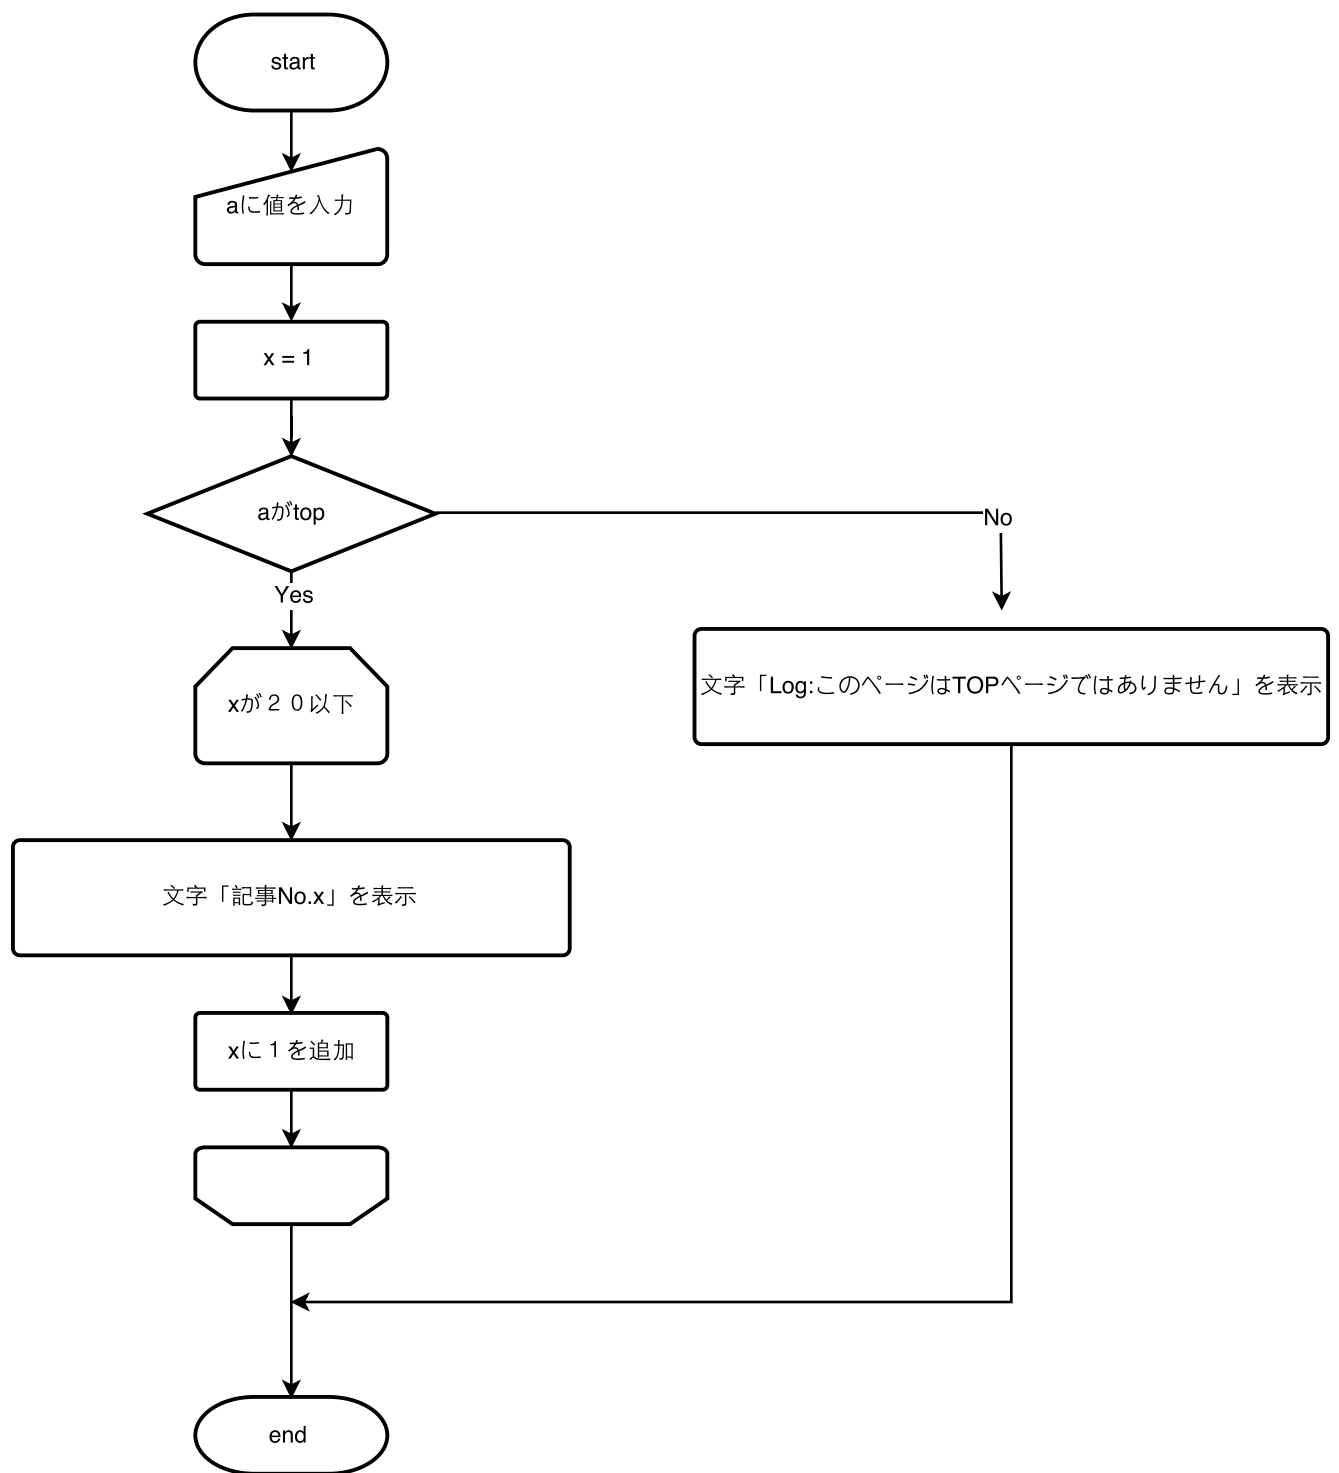 start
aに値を入力
x = 1
aがtop
No
Yes
xが２０以下
文字「Log:このページはTOPページではありません」を表示
文字「記事No.x」を表示
xに１を追加
end